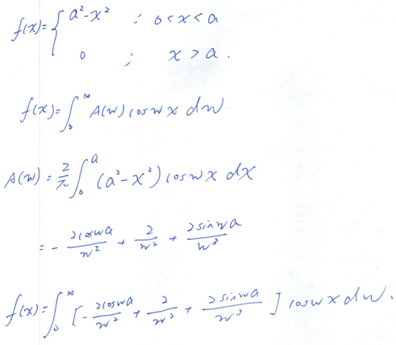 f(x) = { a² - x² ; 0 < x < a
0 ; x > a .
f(x) = ∫₀^∞ A(w) cos wx dw
A(w) = 2/π ∫₀^a (a² - x²) cos wx dx
= - 2cos wa / w² + 2 / w² + 2 sin wa / w³
f(x) = ∫₀^∞ [ - 2cos wa / w² + 2 / w² + 2 sin wa / w³ ] cos wx dw .